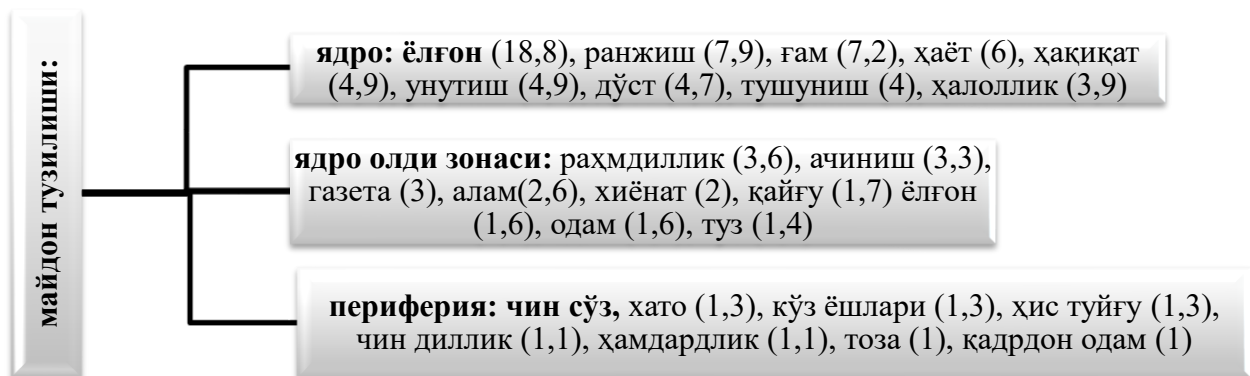 майдон тузилиши:
ядро: ёлғон (18,8), ранжиш (7,9), ғам (7,2), ҳаёт (6), ҳақиқат
(4,9), унутиш (4,9), дўст (4,7), тушуниш (4), ҳалоллик (3,9)
ядро олди зонаси: раҳмдиллик (3,6), ачиниш (3,3),
газета (3), алам(2,6), хиёнат (2), қайғу (1,7) ёлғон
(1,6), одам (1,6), туз (1,4)
периферия: чин сўз, хато (1,3), кўз ёшлари (1,3), ҳис туйғу (1,3),
чин диллик (1,1), ҳамдардлик (1,1), тоза (1), қадрдон одам (1)